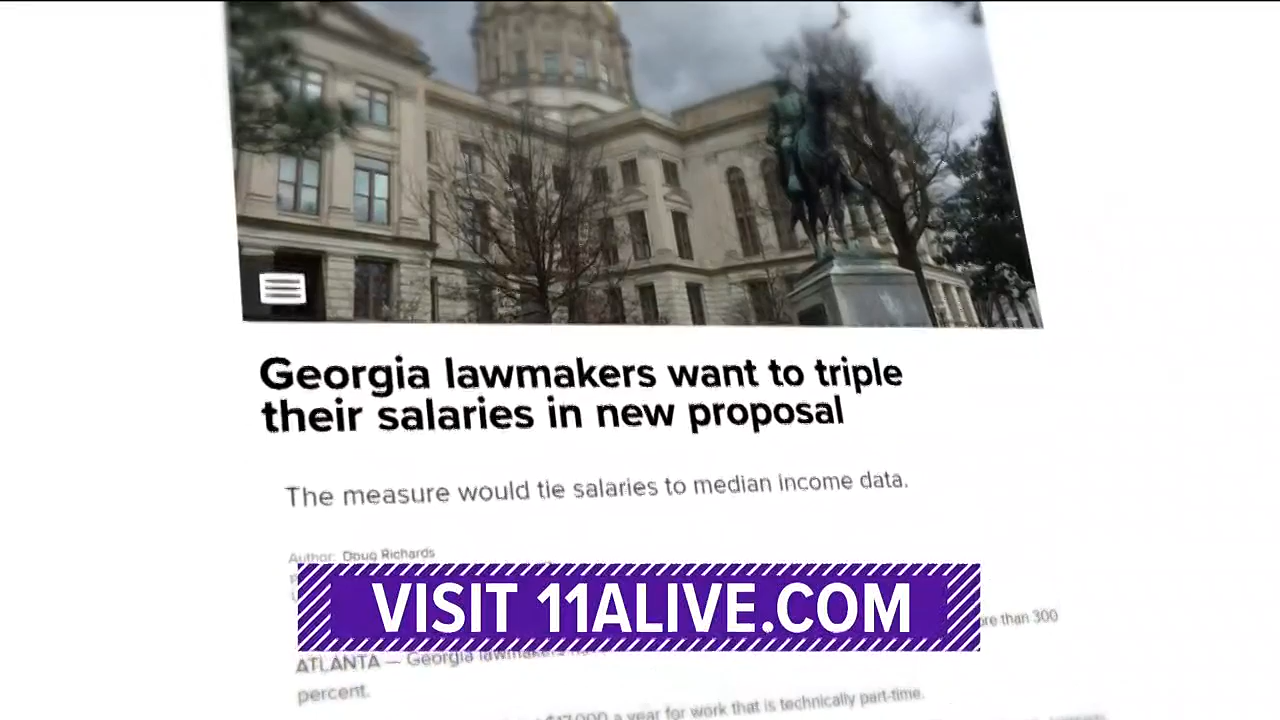 Georgia lawmakers want to triple
their salaries in new proposal
The measure would tie salaries to median income data.
Author: Doug Richards
VISIT 11ALIVE.COM
than 300
ATLANTA — Georgia lawmakers
percent.
$17,000 a year for work that is technically part-time.